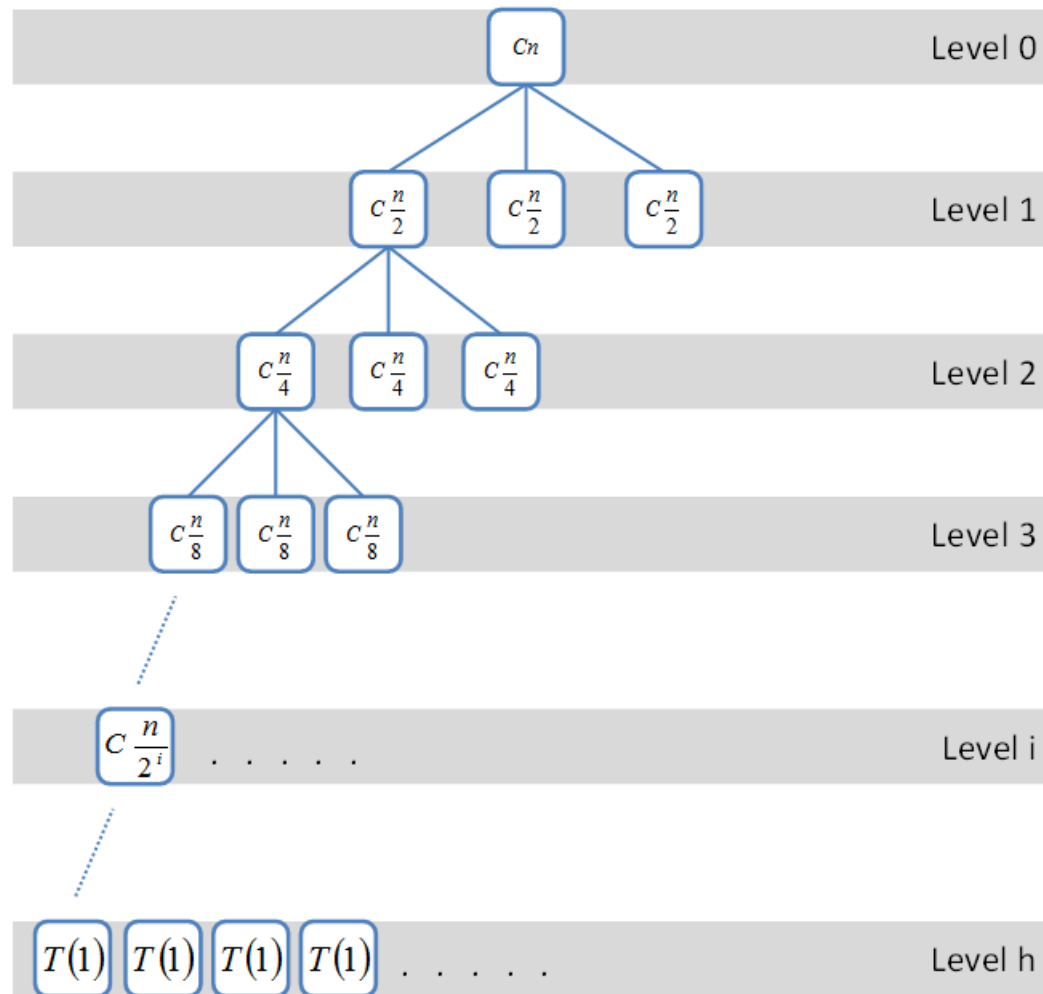 Cn Level 0
C n/2 C n/2 C n/2 Level 1
C n/4 C n/4 C n/4 Level 2
C n/8 C n/8 C n/8 Level 3
C n/2^i . . . . . Level i
T(1) T(1) T(1) T(1) . . . . . Level h